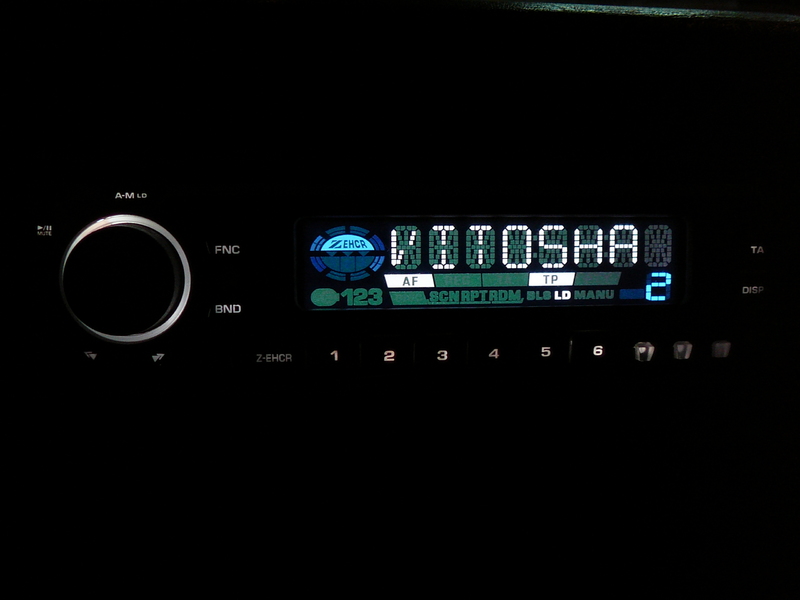 A-M LD
MUTE
FNC
BND
ZEHCR
VITOSHA
AF
TP
123
SCN RPT RDM
BLS LD MANU
2
TA
DISP
Z-EHCR
1 2 3 4 5 6